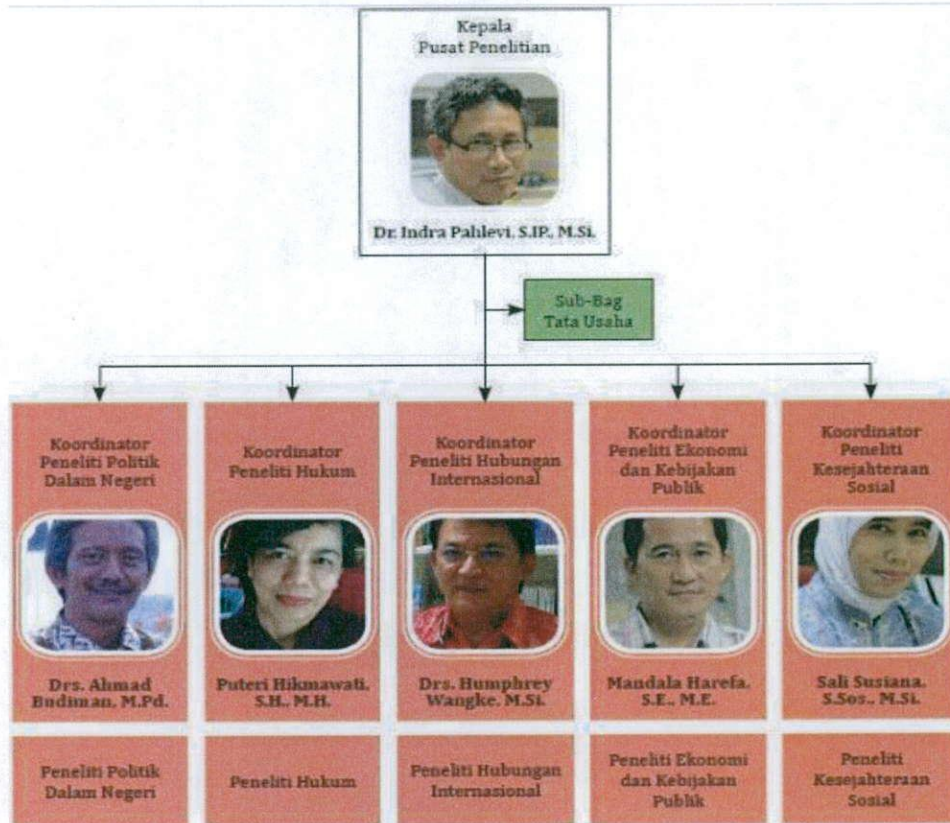 Kepala
Pusat Penelitian
Dr. Indra Pahlevi, S.IP., M.Si.
Sub-Bag
Tata Usaha
Koordinator
Peneliti Politik
Dalam Negeri
Drs. Ahmad
Budiman, M.Pd.
Koordinator
Peneliti Hukum
Puteri Hikmawati,
S.H., M.H.
Koordinator
Peneliti Hubungan
Internasional
Drs. Humphrey
Wangke, M.Si.
Koordinator
Peneliti Ekonomi
dan Kebijakan
Publik
Mandala Harefa,
S.E., M.E.
Koordinator
Peneliti
Kesejahteraan
Sosial
Sali Susiana,
S.Sos., M.Si.
Peneliti Politik
Dalam Negeri
Peneliti Hukum
Peneliti Hubungan
Internasional
Peneliti Ekonomi
dan Kebijakan
Publik
Peneliti
Kesejahteraan
Sosial